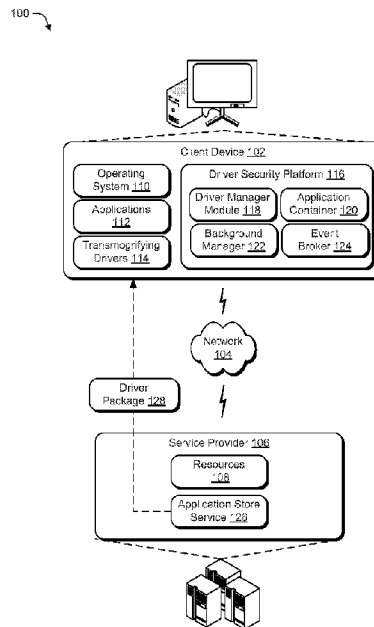 100
Client Device 102
Operating
System 110
Applications
112
Transmogrifying
Drivers 114
Driver Security Platform 116
Driver Manager
Module 118
Application
Container 120
Background
Manager 122
Event
Broker 124
Network
104
Driver
Package
128
Service Provider 106
Resources
108
Application Store
Service 126